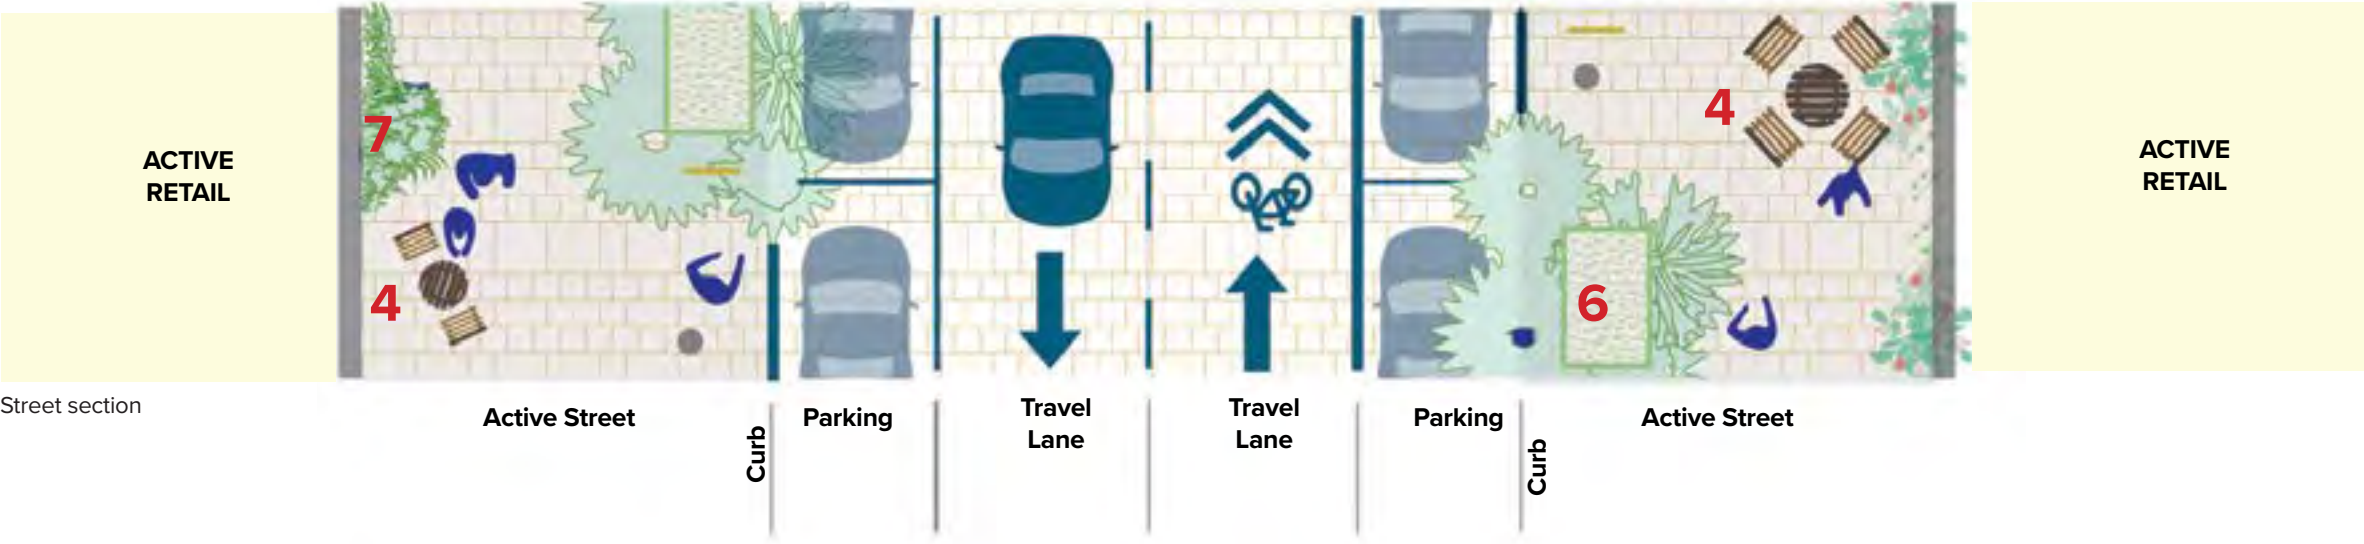 ACTIVE
RETAIL
7
4
4
6
ACTIVE
RETAIL
Street section
Active Street
Curb
Parking
Travel
Lane
Travel
Lane
Parking
Curb
Active Street